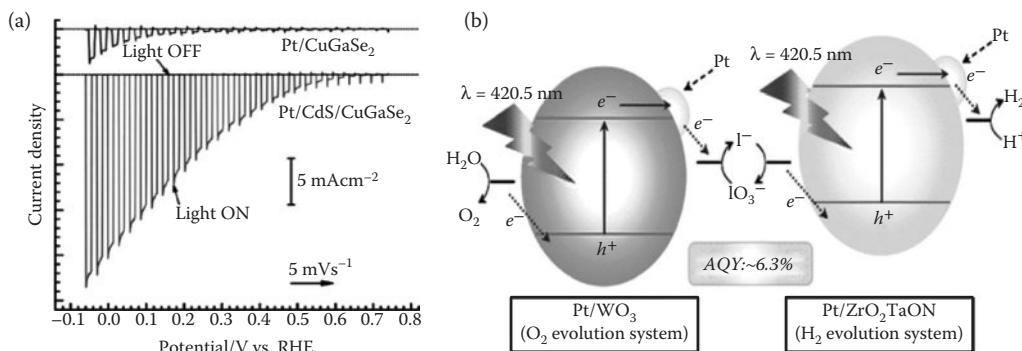 (a)
Light OFF
Pt/CuGaSe₂
Pt/CdS/CuGaSe₂
5 mAcm⁻²
Light ON
5 mVs⁻¹
Current density
−0.1 0.0 0.1 0.2 0.3 0.4 0.5 0.6 0.7 0.8
Potential/V vs. RHE
(b)
λ = 420.5 nm
Pt
e⁻
e⁻
H₂O
O₂
e⁻
h⁺
I⁻
IO₃⁻
λ = 420.5 nm
Pt
e⁻
e⁻
H₂
H⁺
e⁻
h⁺
AQY:~6.3%
Pt/WO₃
(O₂ evolution system)
Pt/ZrO₂TaON
(H₂ evolution system)